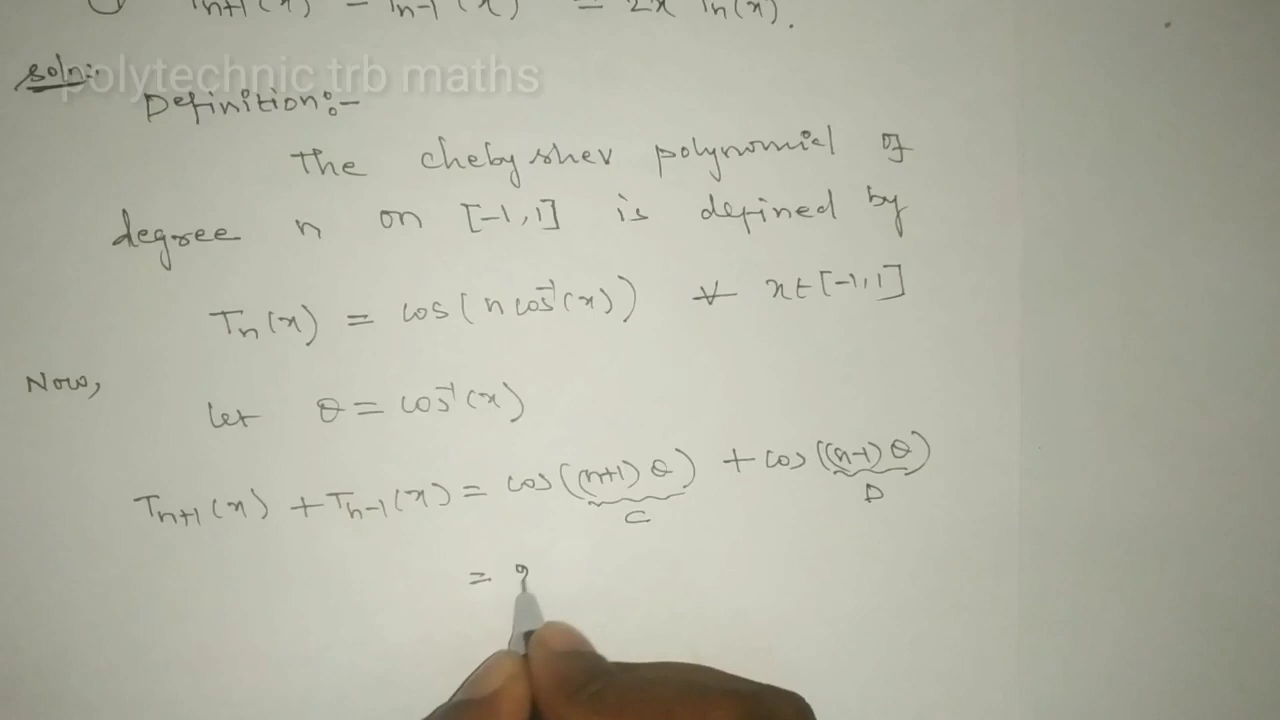 Tn+1(x) - Tn-1(x) = 2x Tn(x).
polytechnic trb maths
Soln:-
Definition:-
The chebyshev polynomial of
degree n on [-1,1] is defined by
Tn(x) = cos(n cos⁻¹(x)) ∀ x∈[-1,1]
Now,
Let θ = cos⁻¹(x)
Tn+1(x) + Tn-1(x) = cos((n+1)θ) + cos((n-1)θ)
C D
=